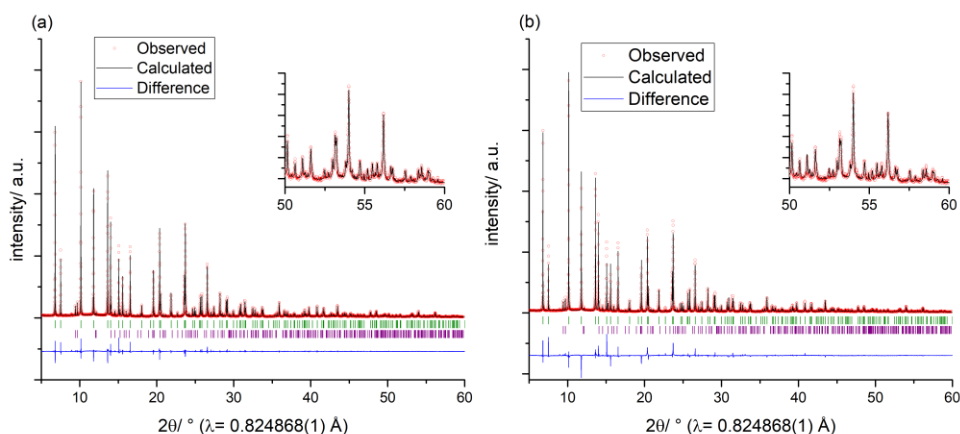 (a)
Observed
Calculated
Difference
50 55 60
intensity/ a.u.
10 20 30 40 50 60
2θ/ ° (λ= 0.824868(1) Å)
(b)
Observed
Calculated
Difference
50 55 60
intensity/ a.u.
10 20 30 40 50 60
2θ/ ° (λ= 0.824868(1) Å)